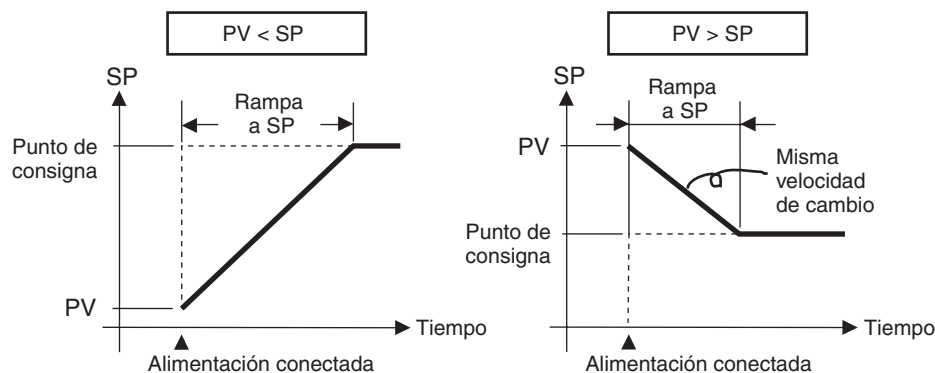 PV < SP
SP
Rampa
a SP
Punto de
consigna
PV
Tiempo
Alimentación conectada
PV > SP
SP
Rampa
a SP
PV
Misma
velocidad
de cambio
Punto de
consigna
Tiempo
Alimentación conectada